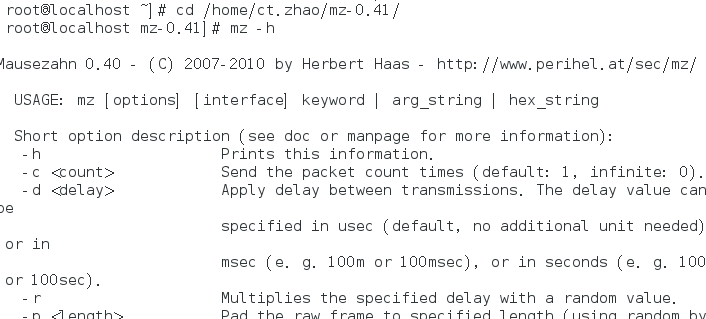 root@localhost ~]# cd /home/ct.zhao/mz-0.41/
root@localhost mz-0.41]# mz -h
Mausezahn 0.40 - (C) 2007-2010 by Herbert Haas - http://www.perihel.at/sec/mz/
USAGE: mz [options] [interface] keyword | arg_string | hex_string
Short option description (see doc or manpage for more information):
-h Prints this information.
-c <count> Send the packet count times (default: 1, infinite: 0).
-d <delay> Apply delay between transmissions. The delay value can
be
specified in usec (default, no additional unit needed)
or in
msec (e. g. 100m or 100msec), or in seconds (e. g. 100
or 100sec).
-r Multiplies the specified delay with a random value.
-p <length> Pad the raw frame to specified length (using random by